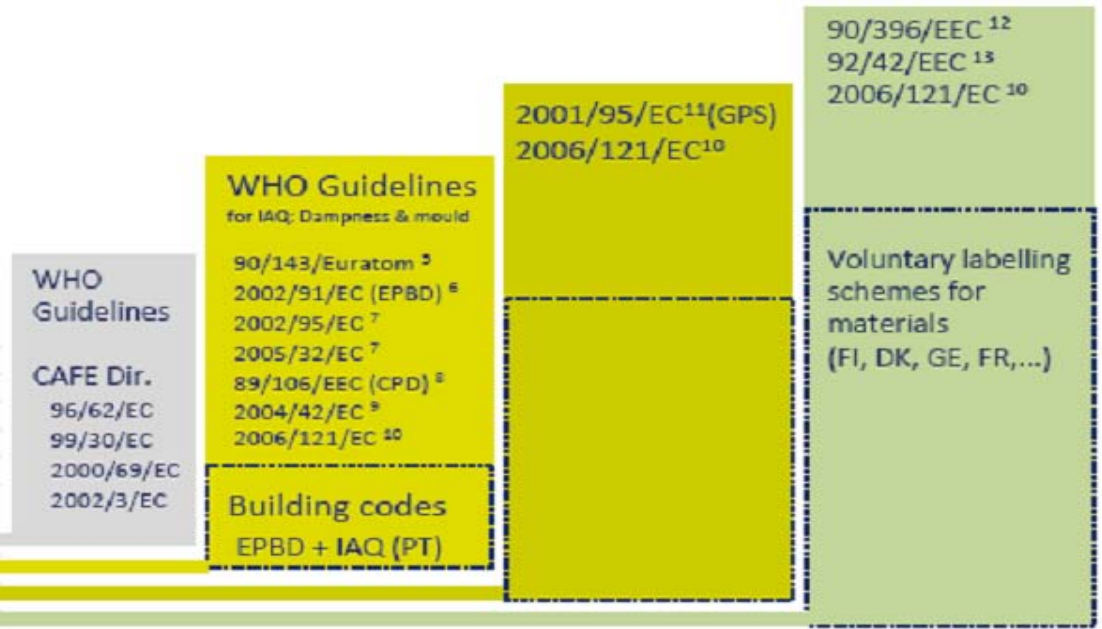 WHO
Guidelines
CAFE Dir.
96/62/EC
99/30/EC
2000/69/EC
2002/3/EC
WHO Guidelines
for IAQ: Dampness & mould
90/143/Euratom ⁵
2002/91/EC (EPBD) ⁶
2002/95/EC ⁷
2005/32/EC ⁷
89/106/EEC (CPD) ⁸
2004/42/EC ⁹
2006/121/EC ¹⁰
Building codes
EPBD + IAQ (PT)
2001/95/EC¹¹(GPS)
2006/121/EC¹⁰
90/396/EEC ¹²
92/42/EEC ¹³
2006/121/EC ¹⁰
Voluntary labelling
schemes for
materials
(FI, DK, GE, FR,...)